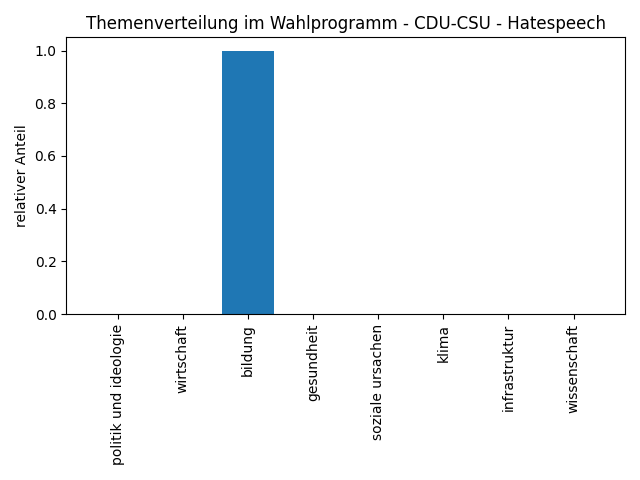 Themenverteilung im Wahlprogramm - CDU-CSU - Hatespeech
relativer Anteil
1.0
0.8
0.6
0.4
0.2
0.0
politik und ideologie
wirtschaft
bildung
gesundheit
soziale ursachen
klima
infrastruktur
wissenschaft